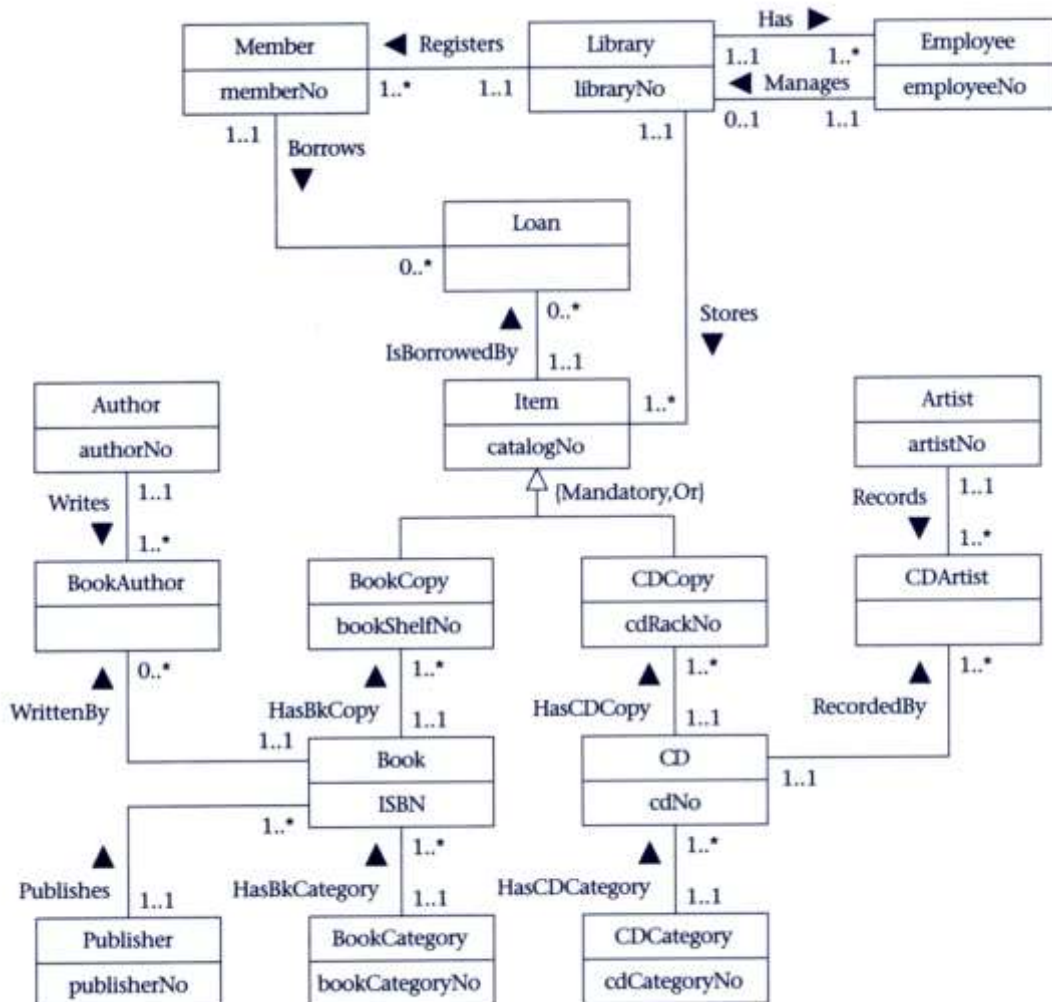 Has
Member
Registers
Library
Employee
1..1
1..*
memberNo
libraryNo
Manages
employeeNo
1..*
1..1
1..1
1..1
0..1
1..1
Borrows
Loan
0..*
0..*
Stores
IsBorrowedBy
1..1
Author
Item
1..*
Artist
authorNo
catalogNo
artistNo
{Mandatory,Or}
1..1
1..1
Writes
Records
1..*
1..*
BookAuthor
BookCopy
CDCopy
CDArtist
bookShelfNo
cdRackNo
0..*
1..*
1..*
1..*
WrittenBy
HasBkCopy
HasCDCopy
RecordedBy
1..1
1..1
1..1
Book
CD
1..1
ISBN
cdNo
1..*
1..*
1..*
Publishes
HasBkCategory
HasCDCategory
1..1
1..1
1..1
Publisher
BookCategory
CDCategory
publisherNo
bookCategoryNo
cdCategoryNo